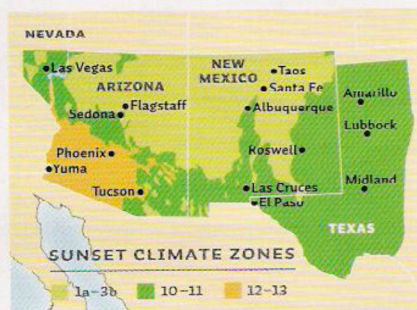 NEVADA
Las Vegas
ARIZONA
NEW
MEXICO
Taos
Santa Fe
Amarillo
Flagstaff
Sedona
Albuquerque
Lubbock
Phoenix
Roswell
Yuma
Tucson
Las Cruces
Midland
El Paso
TEXAS
SUNSET CLIMATE ZONES
1a–3b 10–11 12–13